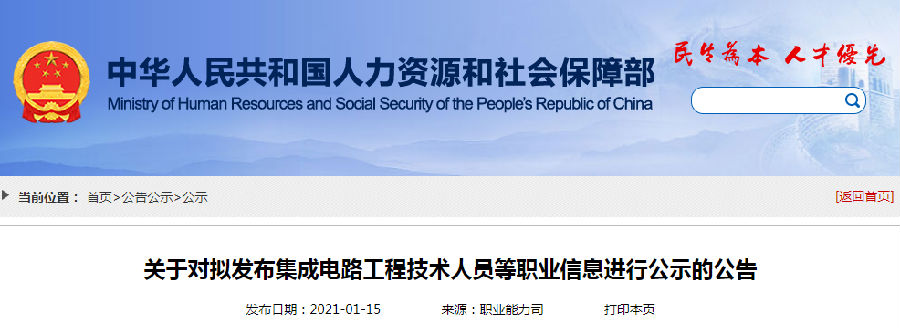 中华人民共和国人力资源和社会保障部
Ministry of Human Resources and Social Security of the People's Republic of China
民生为本 人才優先
当前位置： 首页>公告公示>公示
[返回首页]
关于对拟发布集成电路工程技术人员等职业信息进行公示的公告
发布日期：2021-01-15 来源：职业能力司 打印本页